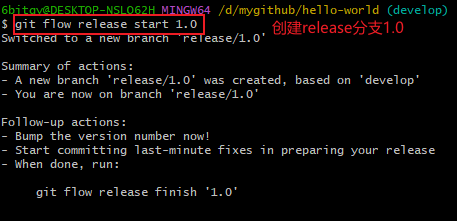 6bitqv@DESKTOP-NSLO62H MINGW64 /d/mygithub/hello-world (develop)
$ git flow release start 1.0 创建release分支1.0
Switched to a new branch 'release/1.0'
Summary of actions:
- A new branch 'release/1.0' was created, based on 'develop'
- You are now on branch 'release/1.0'
Follow-up actions:
- Bump the version number now!
- Start committing last-minute fixes in preparing your release
- When done, run:
git flow release finish '1.0'